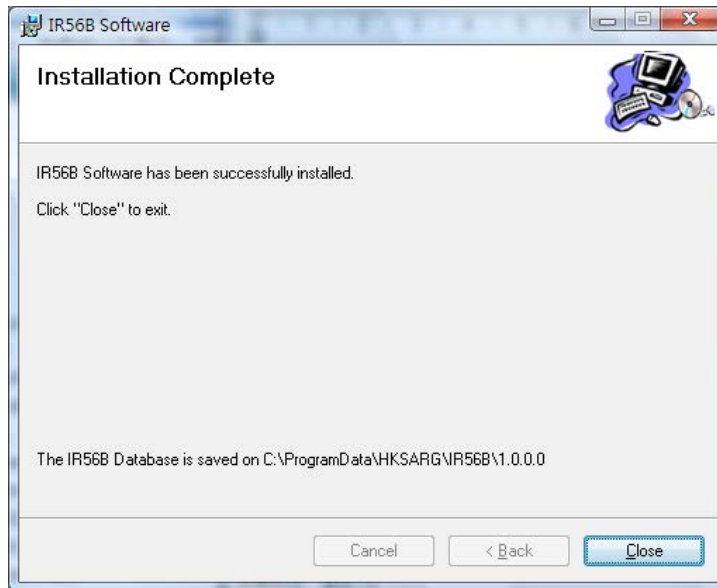 IR56B Software
Installation Complete
IR56B Software has been successfully installed.
Click "Close" to exit.
The IR56B Database is saved on C:\ProgramData\HKSARG\IR56B\1.0.0.0
Cancel
< Back
Close